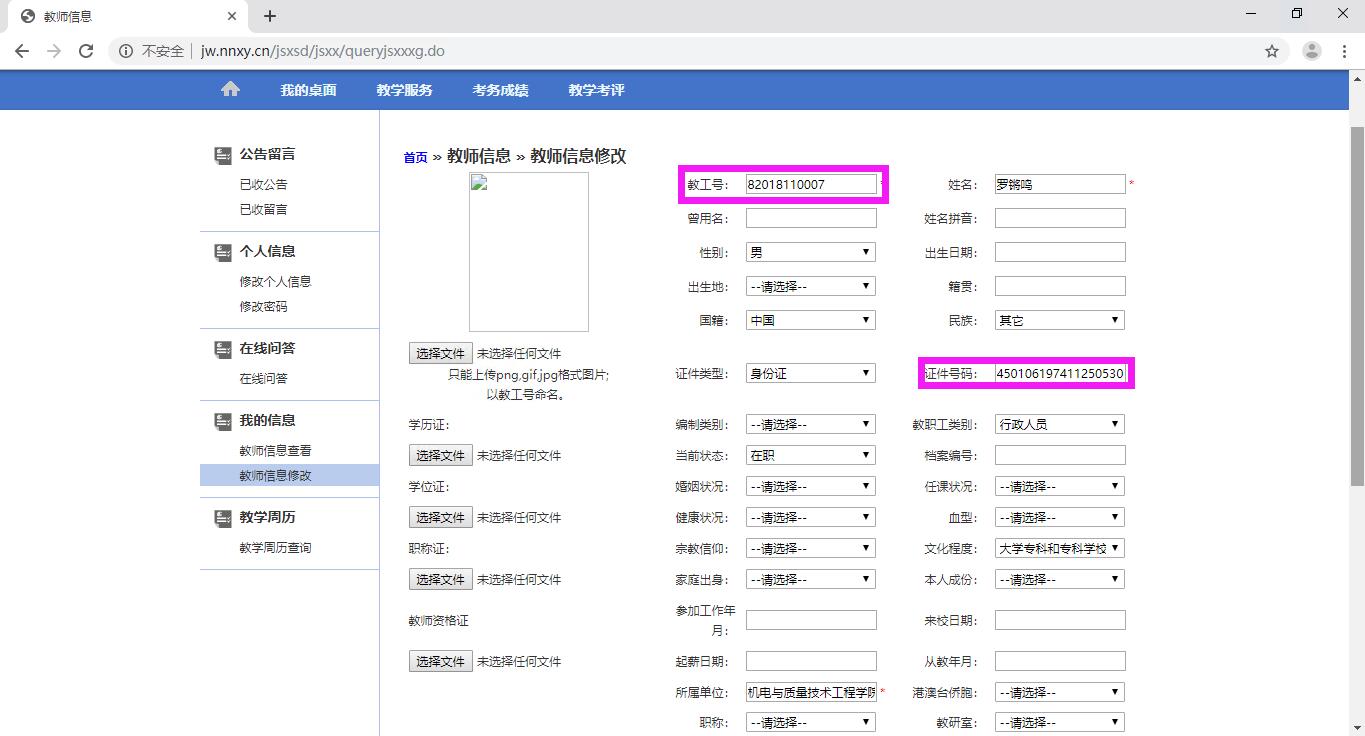 教师信息
不安全 | jw.nnxy.cn/jsxsd/jsxx/queryjsxxxg.do
我的桌面 教学服务 考务成绩 教学考评
公告留言
已收公告
已收留言
个人信息
修改个人信息
修改密码
在线问答
在线问答
我的信息
教师信息查看
教师信息修改
教学周历
教学周历查询
首页 » 教师信息 » 教师信息修改
教工号: 82018110007 * 姓名: 罗锵鸣 *
曾用名: 姓名拼音:
性别: 男 出生日期:
出生地: --请选择-- 籍贯:
国籍: 中国 民族: 其它
选择文件 未选择任何文件
只能上传png,gif,jpg格式图片;
以教工号命名。
证件类型: 身份证 证件号码: 450106197411250530
学历证: 编制类别: --请选择-- 教职工类别: 行政人员
选择文件 未选择任何文件 当前状态: 在职 档案编号:
学位证: 婚姻状况: --请选择-- 任课状况: --请选择--
选择文件 未选择任何文件 健康状况: --请选择-- 血型: --请选择--
职称证: 宗教信仰: --请选择-- 文化程度: 大学专科和专科学校
选择文件 未选择任何文件 家庭出身: --请选择-- 本人成份: --请选择--
教师资格证 参加工作年
月: 来校日期:
选择文件 未选择任何文件 起薪日期: 从教年月:
所属单位: 机电与质量技术工程学院 * 港澳台侨胞: --请选择--
职称: --请选择-- 教研室: --请选择--